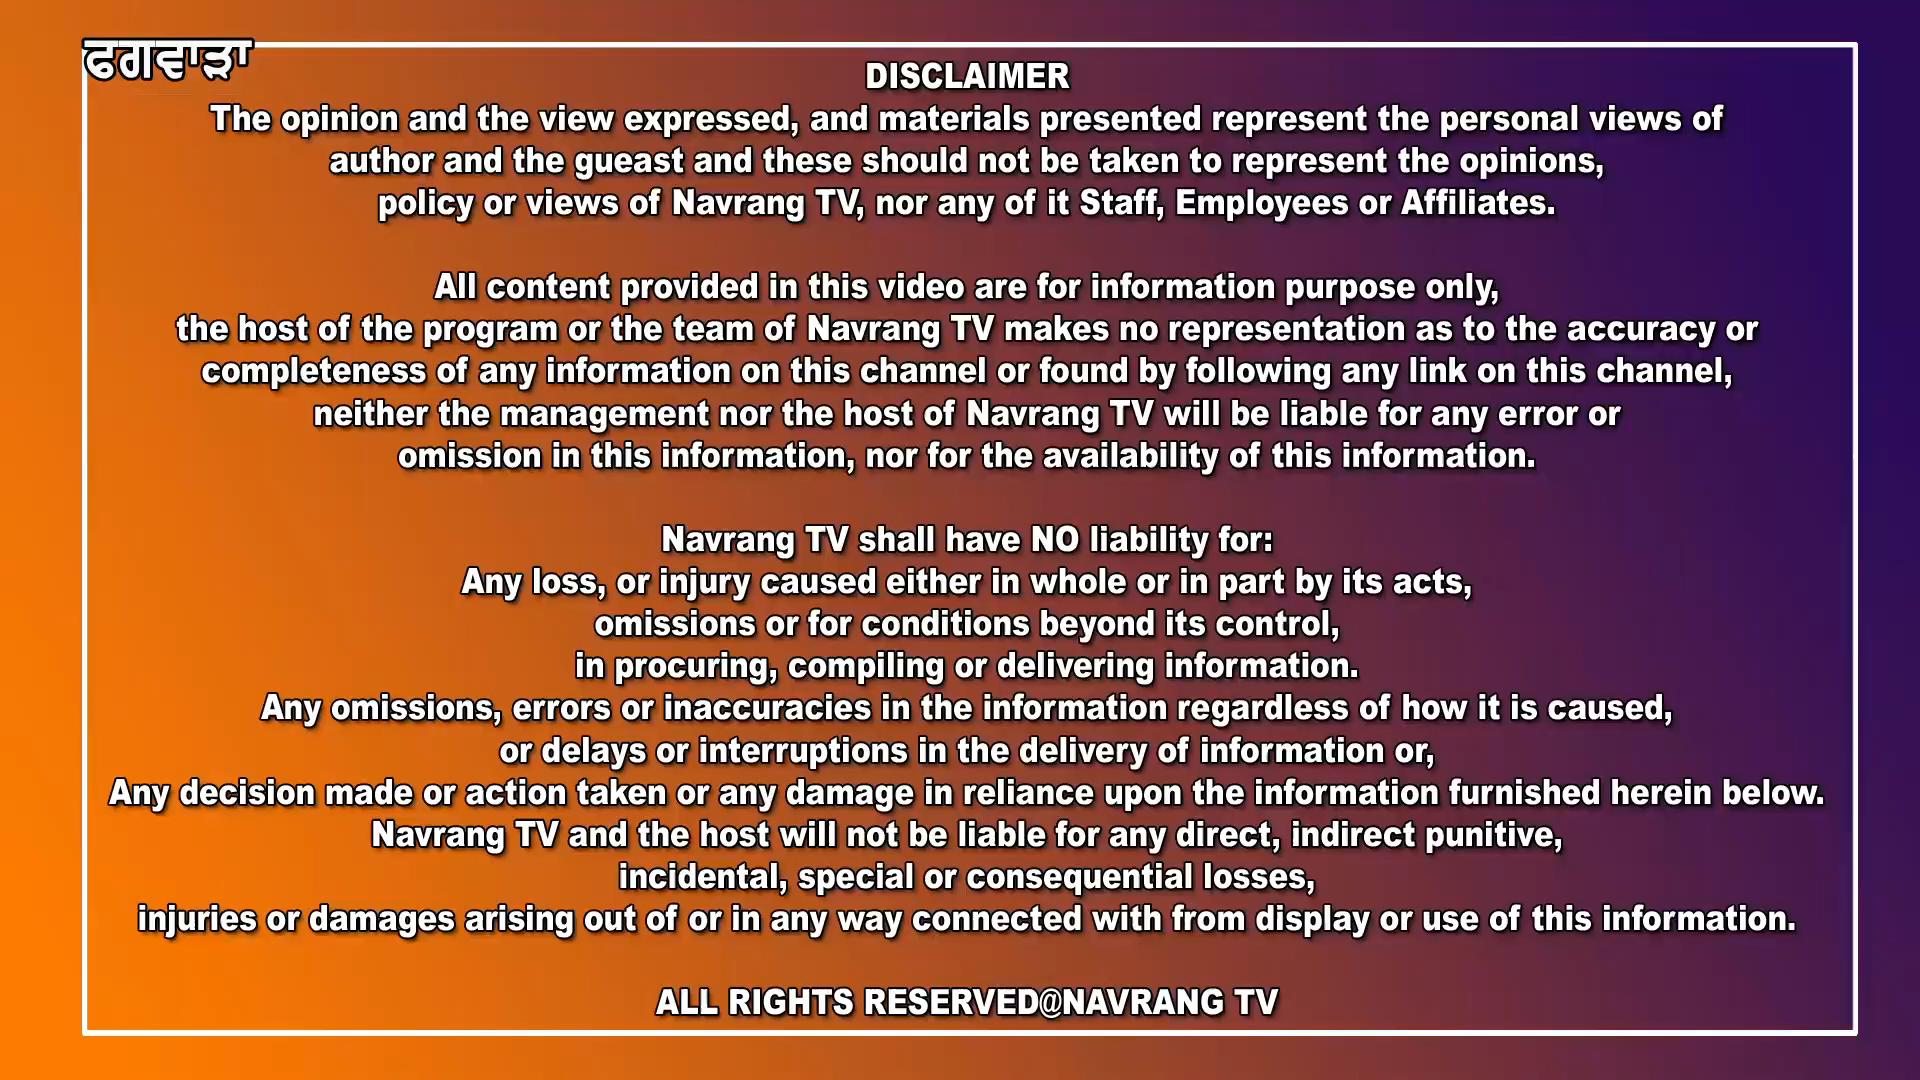 ਫਗਵਾੜਾ
DISCLAIMER
The opinion and the view expressed, and materials presented represent the personal views of
author and the gueast and these should not be taken to represent the opinions,
policy or views of Navrang TV, nor any of it Staff, Employees or Affiliates.
All content provided in this video are for information purpose only,
the host of the program or the team of Navrang TV makes no representation as to the accuracy or
completeness of any information on this channel or found by following any link on this channel,
neither the management nor the host of Navrang TV will be liable for any error or
omission in this information, nor for the availability of this information.
Navrang TV shall have NO liability for:
Any loss, or injury caused either in whole or in part by its acts,
omissions or for conditions beyond its control,
in procuring, compiling or delivering information.
Any omissions, errors or inaccuracies in the information regardless of how it is caused,
or delays or interruptions in the delivery of information or,
Any decision made or action taken or any damage in reliance upon the information furnished herein below.
Navrang TV and the host will not be liable for any direct, indirect punitive,
incidental, special or consequential losses,
injuries or damages arising out of or in any way connected with from display or use of this information.
ALL RIGHTS RESERVED@NAVRANG TV